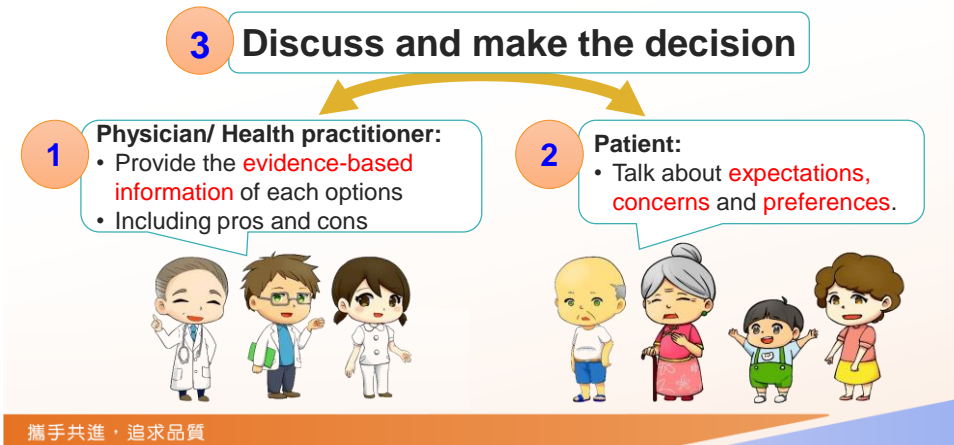 3
Discuss and make the decision
1
Physician/ Health practitioner:
• Provide the evidence-based
information of each options
• Including pros and cons
2
Patient:
• Talk about expectations,
concerns and preferences.
攜手共進，追求品質